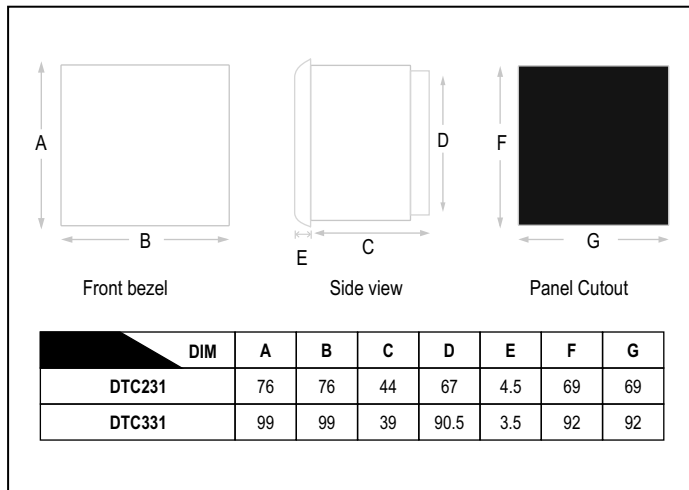 A
B
Front bezel
E
C
D
Side view
F
G
Panel Cutout
DIM A B C D E F G
DTC231 76 76 44 67 4.5 69 69
DTC331 99 99 39 90.5 3.5 92 92